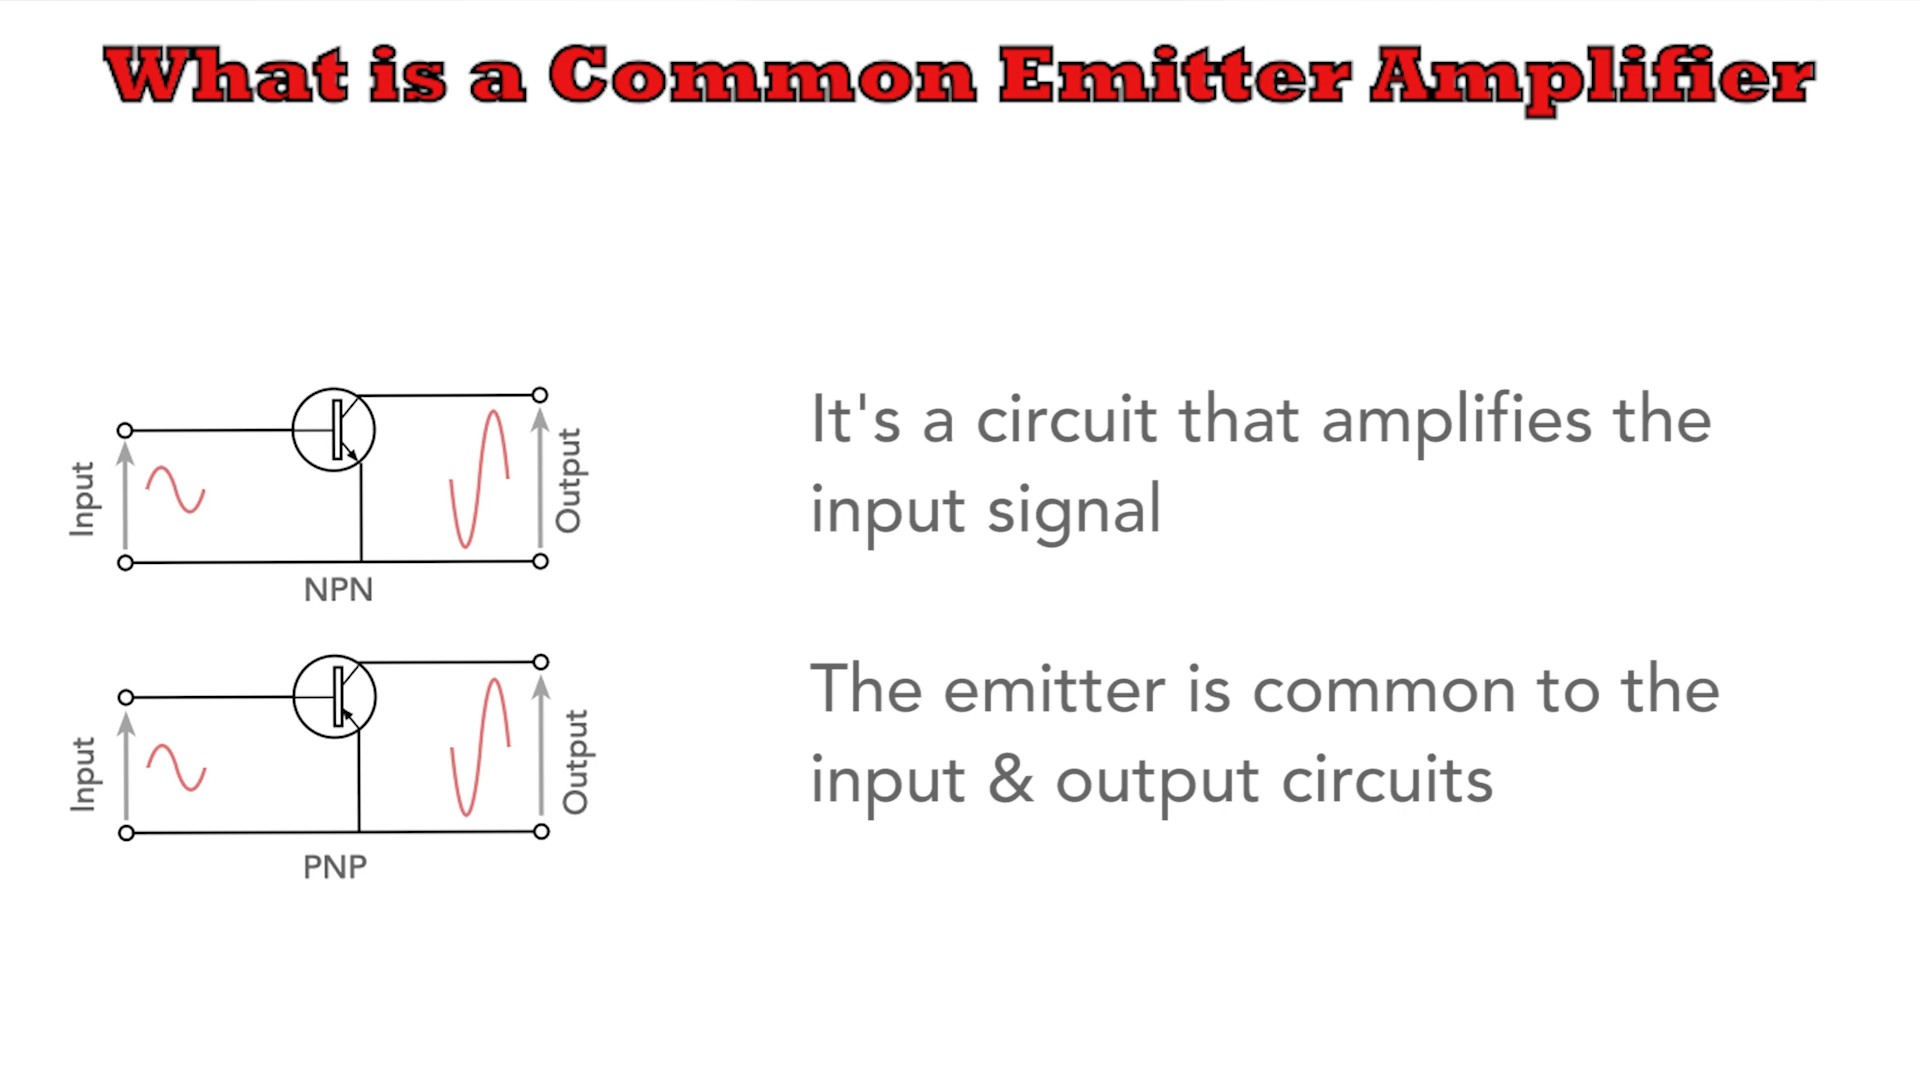 What is a Common Emitter Amplifier
Input
Output
NPN
It's a circuit that amplifies the
input signal
Input
Output
PNP
The emitter is common to the
input & output circuits